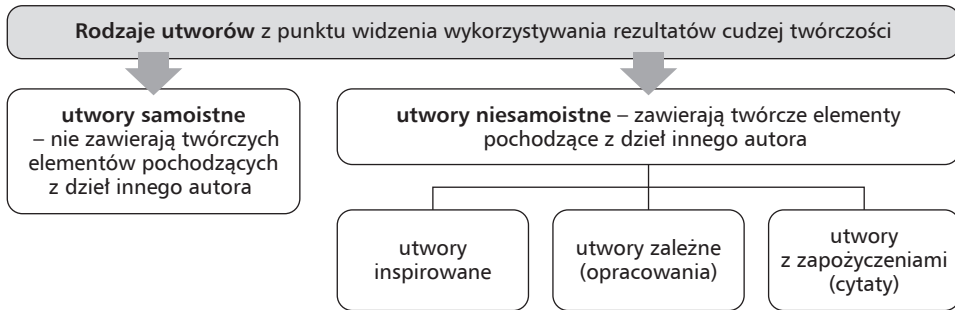 Rodzaje utworów z punktu widzenia wykorzystywania rezultatów cudzej twórczości
utwory samoistne
– nie zawierają twórczych
elementów pochodzących
z dzieł innego autora
utwory niesamoistne – zawierają twórcze elementy
pochodzące z dzieł innego autora
utwory
inspirowane
utwory zależne
(opracowania)
utwory
z zapożyczeniami
(cytaty)